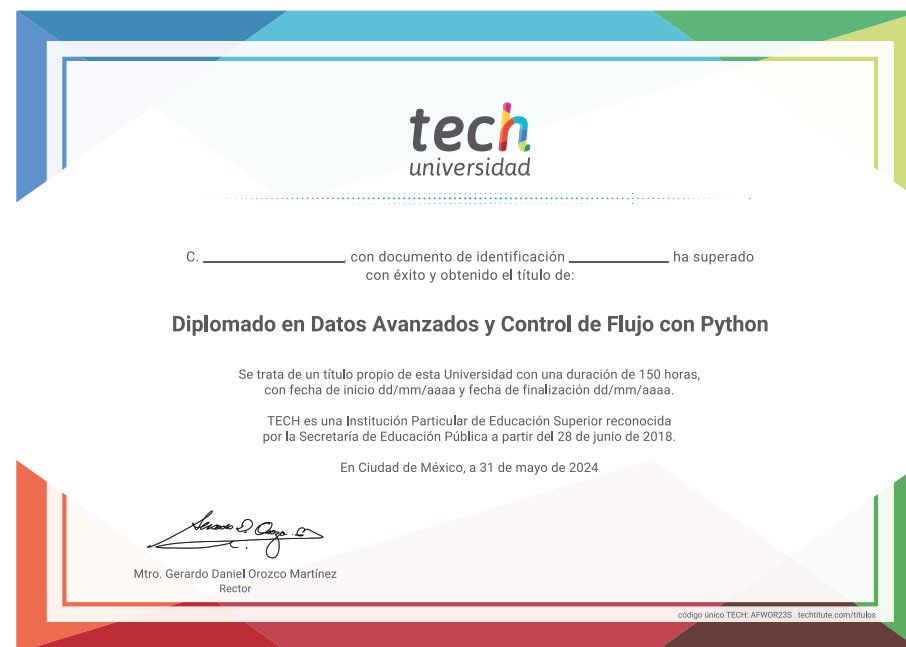 tech
universidad
C. ____________, con documento de identificación ____________ ha superado
con éxito y obtenido el título de:
Diplomado en Datos Avanzados y Control de Flujo con Python
Se trata de un título propio de esta Universidad con una duración de 150 horas,
con fecha de inicio dd/mm/aaaa y fecha de finalización dd/mm/aaaa.
TECH es una Institución Particular de Educación Superior reconocida
por la Secretaría de Educación Pública a partir del 28 de junio de 2018.
En Ciudad de México, a 31 de mayo de 2024
Mtro. Gerardo Daniel Orozco Martínez
Rector
código único TECH: AFWOR23S techtitute.com/titulos